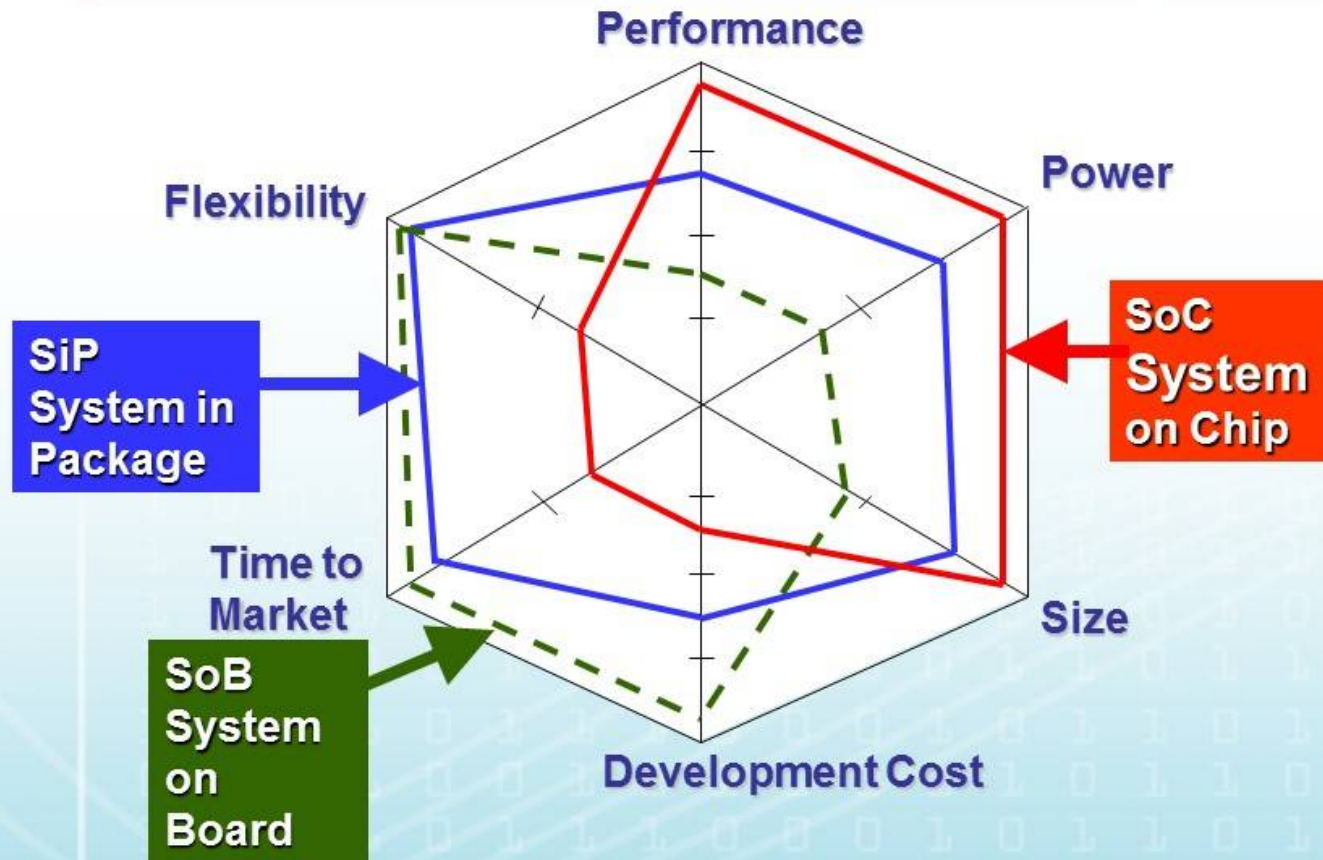 Performance
Power
Flexibility
SoC
System
on Chip
SiP
System in
Package
Time to
Market
Size
SoB
System
on
Board
Development Cost